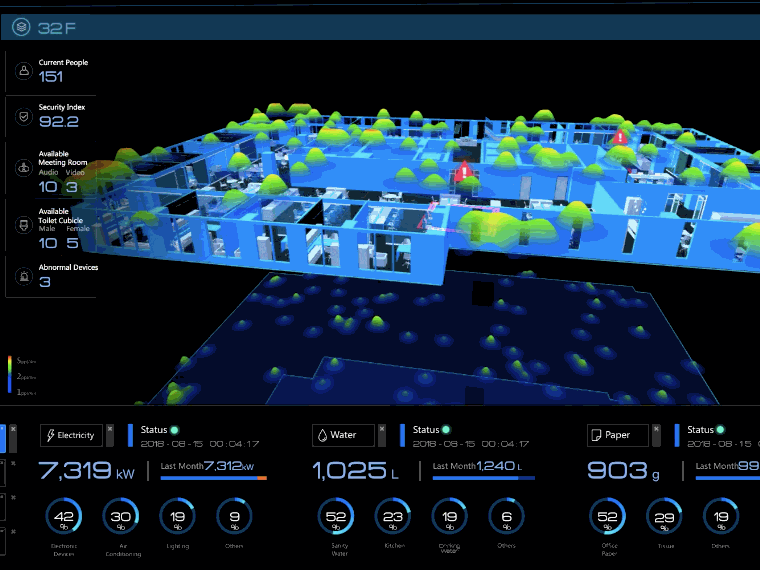 32F
Current People
151
Security Index
92.2
Available
Meeting Room
Audio Video
10 3
Available
Toilet Cubicle
Male Female
10 5
Abnormal Devices
3
Electricity
Status
2018-08-15 00:04:17
7,319 kW
Last Month 7,312kW
42 %
Electronic
Devices
30 %
Air
Conditioning
19 %
Lighting
9 %
Others
Water
Status
2018-08-15 00:04:17
1,025 L
Last Month 1,240 L
52 %
Sanity
Water
23 %
Kitchen
19 %
Drinking
Water
6 %
Others
Paper
Status
2018-08-15
903 g
Last Month
52 %
Office
Paper
29 %
Tissue
19 %
Others